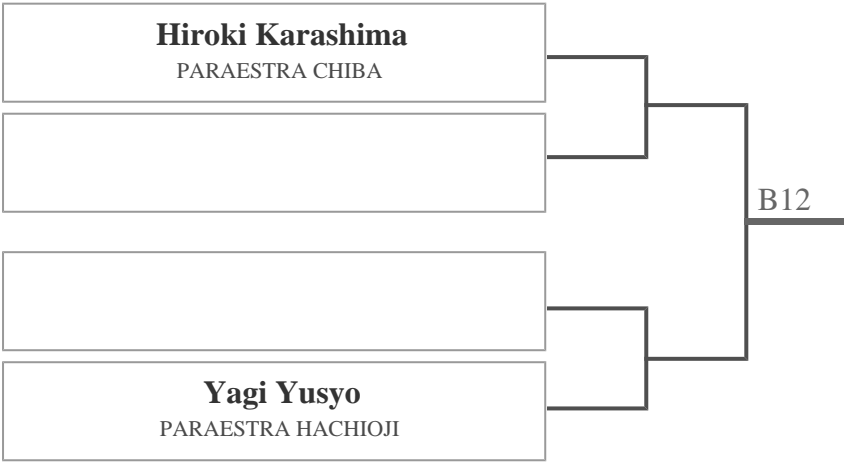 Hiroki Karashima
PARAESTRA CHIBA
B12
Yagi Yusyo
PARAESTRA HACHIOJI